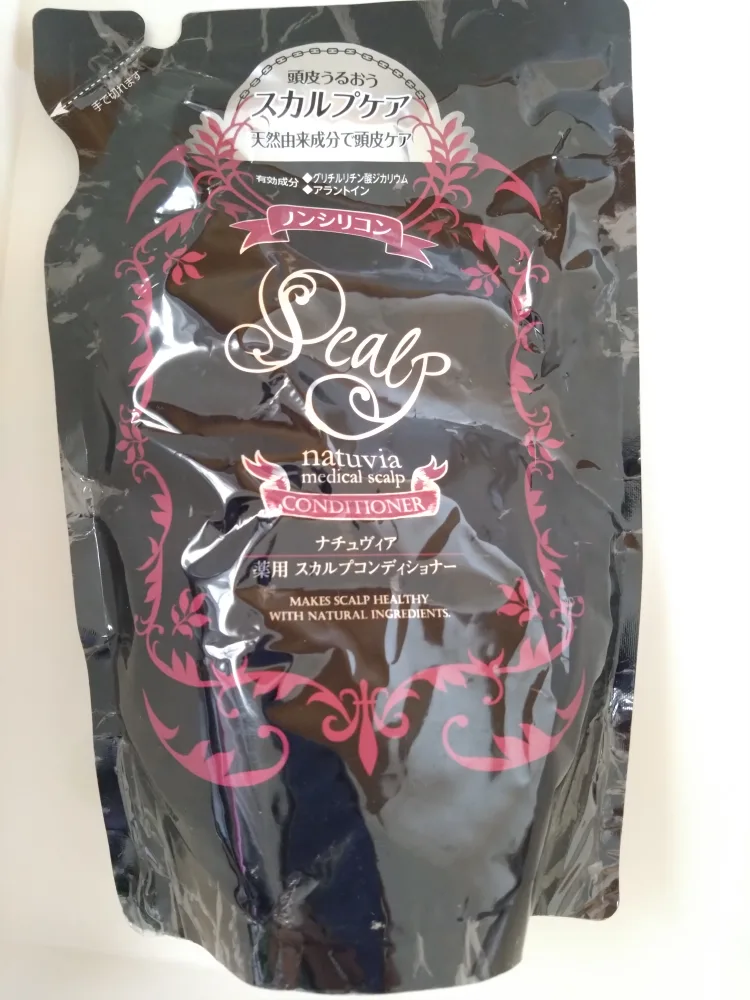 手で切れます
頭皮うるおう
スカルプケア
天然由来成分で頭皮ケア
有効成分 ◆グリチルリチン酸ジカリウム
◆アラントイン
ノンシリコン
Scalp
natuvia
medical scalp
CONDITIONER
ナチュヴィア
薬用 スカルプコンディショナー
MAKES SCALP HEALTHY
WITH NATURAL INGREDIENTS.